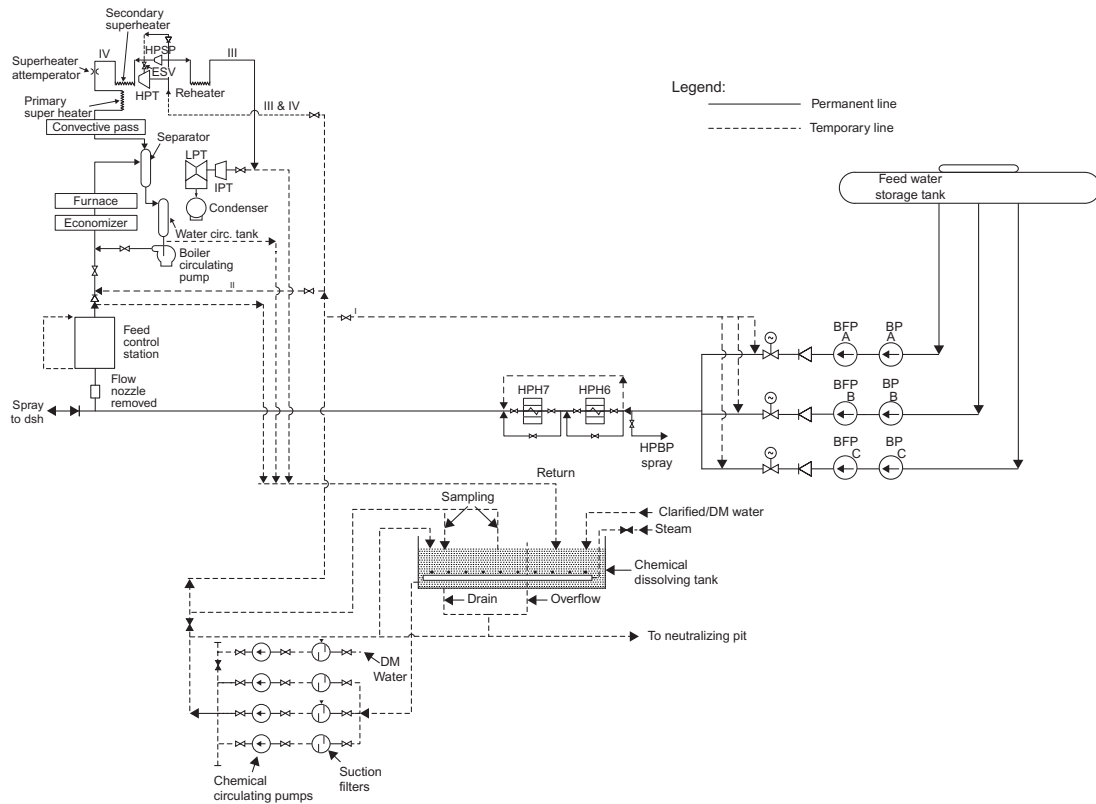 Secondary
superheater
IV
HPSP
III
Superheater
attemperator
ESV
HPT
Reheater
Primary
super heater
III & IV
Convective pass
Separator
LPT
IPT
Furnace
Condenser
Economizer
Water circ. tank
Boiler
circulating
pump
II
I
Feed
control
station
Flow
nozzle
removed
Spray
to dsh
Legend:
Permanent line
Temporary line
Feed water
storage tank
BFP
A
BP
A
BFP
B
BP
B
BFP
C
BP
C
~
~
~
HPH7
HPH6
HPBP
spray
Return
Sampling
Clarified/DM water
Steam
Chemical
dissolving tank
Drain
Overflow
To neutralizing pit
DM
Water
Chemical
circulating pumps
Suction
filters